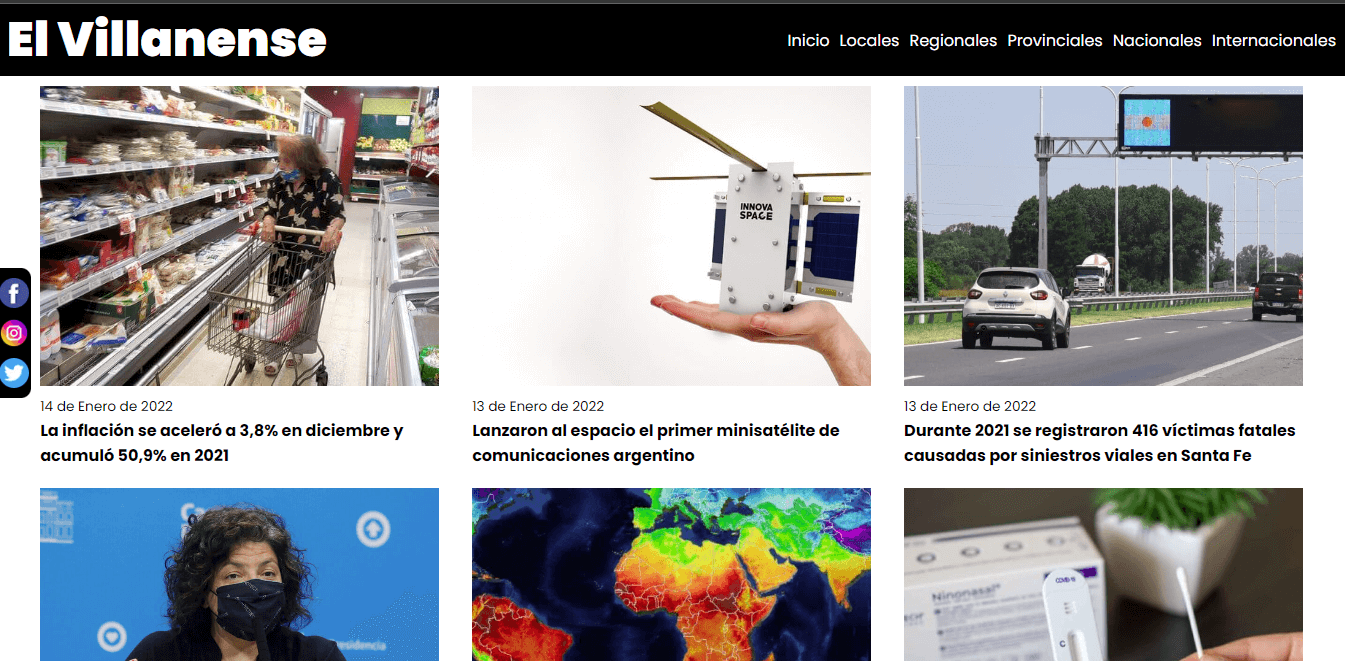 El Villanense
Inicio Locales Regionales Provinciales Nacionales Internacionales
INNOVA
SPACE
14 de Enero de 2022
La inflación se aceleró a 3,8% en diciembre y
acumuló 50,9% en 2021
13 de Enero de 2022
Lanzaron al espacio el primer minisatélite de
comunicaciones argentino
13 de Enero de 2022
Durante 2021 se registraron 416 víctimas fatales
causadas por siniestros viales en Santa Fe
Ca
residencia
Ninonasal
COVID-19
C